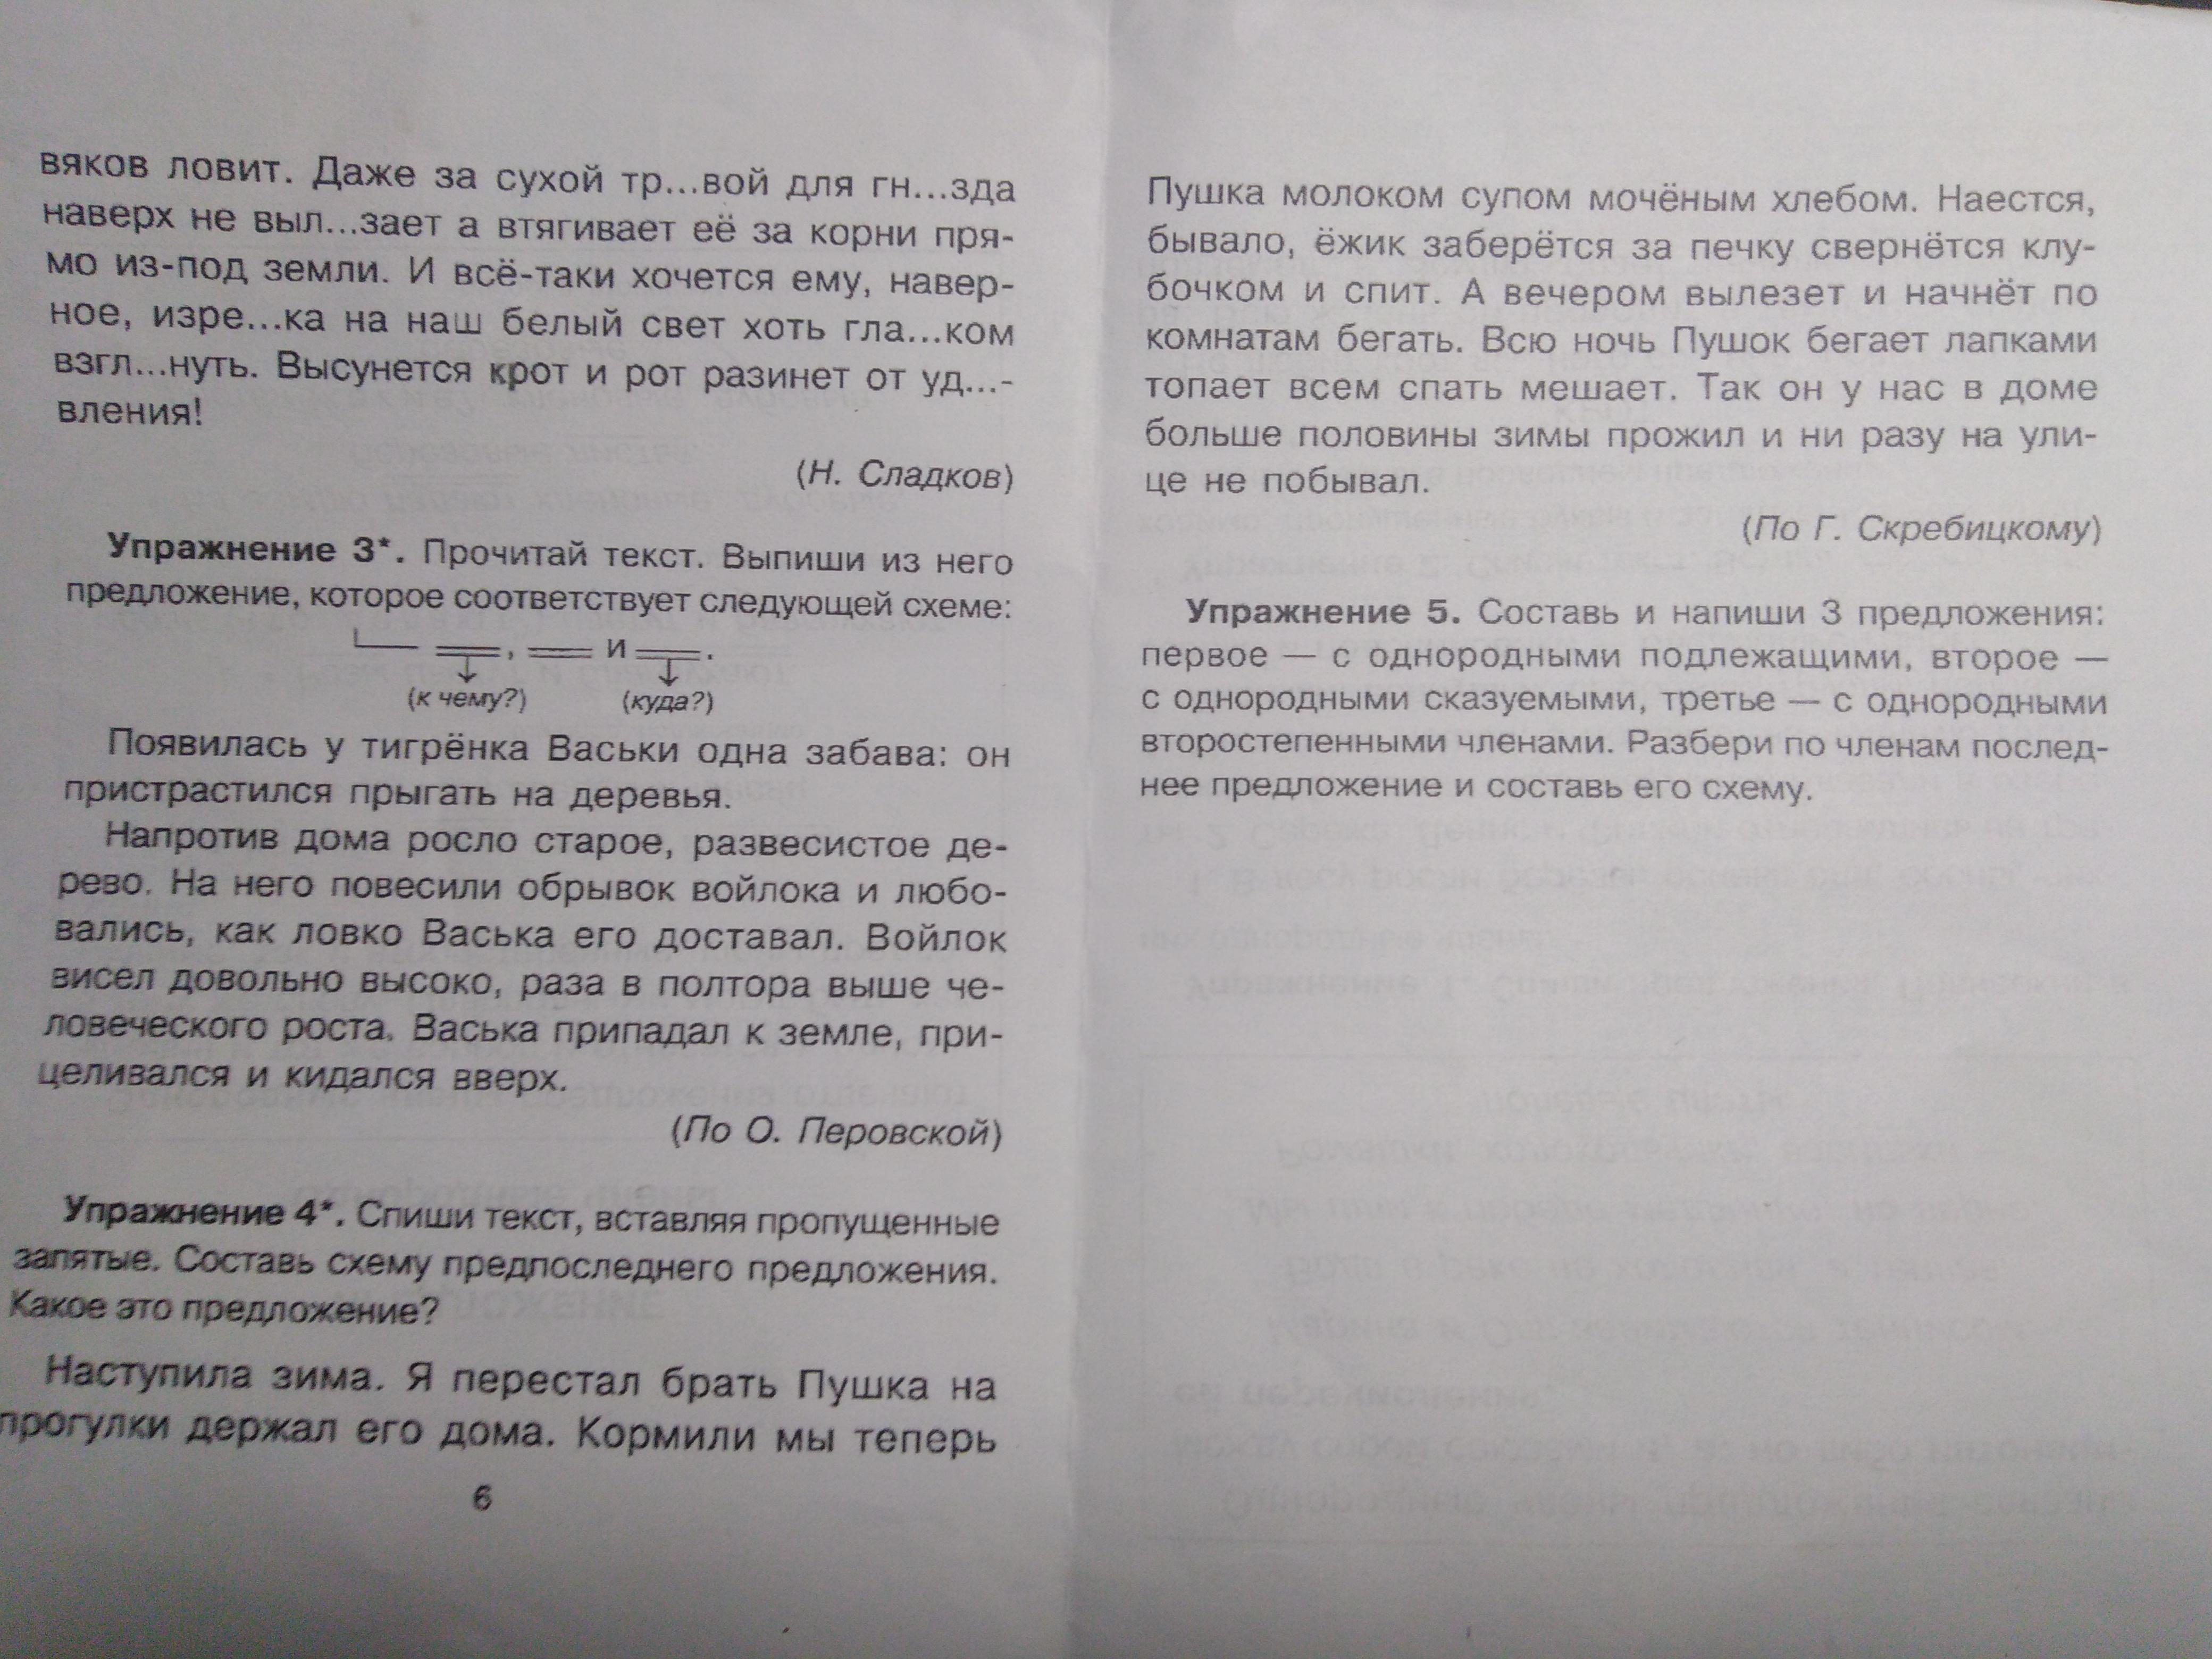 вяков ловит. Даже за сухой тр...вой для гн...зда
наверх не выл...зает а втягивает её за корни пря-
мо из-под земли. И всё-таки хочется ему, навер-
ное, изре...ка на наш белый свет хоть гла...ком
взгл...нуть. Высунется крот и рот разинет от уд...-
вления!
(Н. Сладков)
Упражнение 3*. Прочитай текст. Выпиши из него
предложение, которое соответствует следующей схеме:
, и .
(к чему?) (куда?)
Появилась у тигрёнка Васьки одна забава: он
пристрастился прыгать на деревья.
Напротив дома росло старое, развесистое де-
рево. На него повесили обрывок войлока и любо-
вались, как ловко Васька его доставал. Войлок
висел довольно высоко, раза в полтора выше че-
ловеческого роста. Васька припадал к земле, при-
целивался и кидался вверх.
(По О. Перовской)
Упражнение 4*. Спиши текст, вставляя пропущенные
запятые. Составь схему предпоследнего предложения.
Какое это предложение?
Наступила зима. Я перестал брать Пушка на
прогулки держал его дома. Кормили мы теперь
6
Пушка молоком супом мочёным хлебом. Наестся,
бывало, ёжик заберётся за печку свернётся клу-
бочком и спит. А вечером вылезет и начнёт по
комнатам бегать. Всю ночь Пушок бегает лапками
топает всем спать мешает. Так он у нас в доме
больше половины зимы прожил и ни разу на ули-
це не побывал.
(По Г. Скребицкому)
Упражнение 5. Составь и напиши 3 предложения:
первое — с однородными подлежащими, второе —
с однородными сказуемыми, третье — с однородными
второстепенными членами. Разбери по членам послед-
нее предложение и составь его схему.